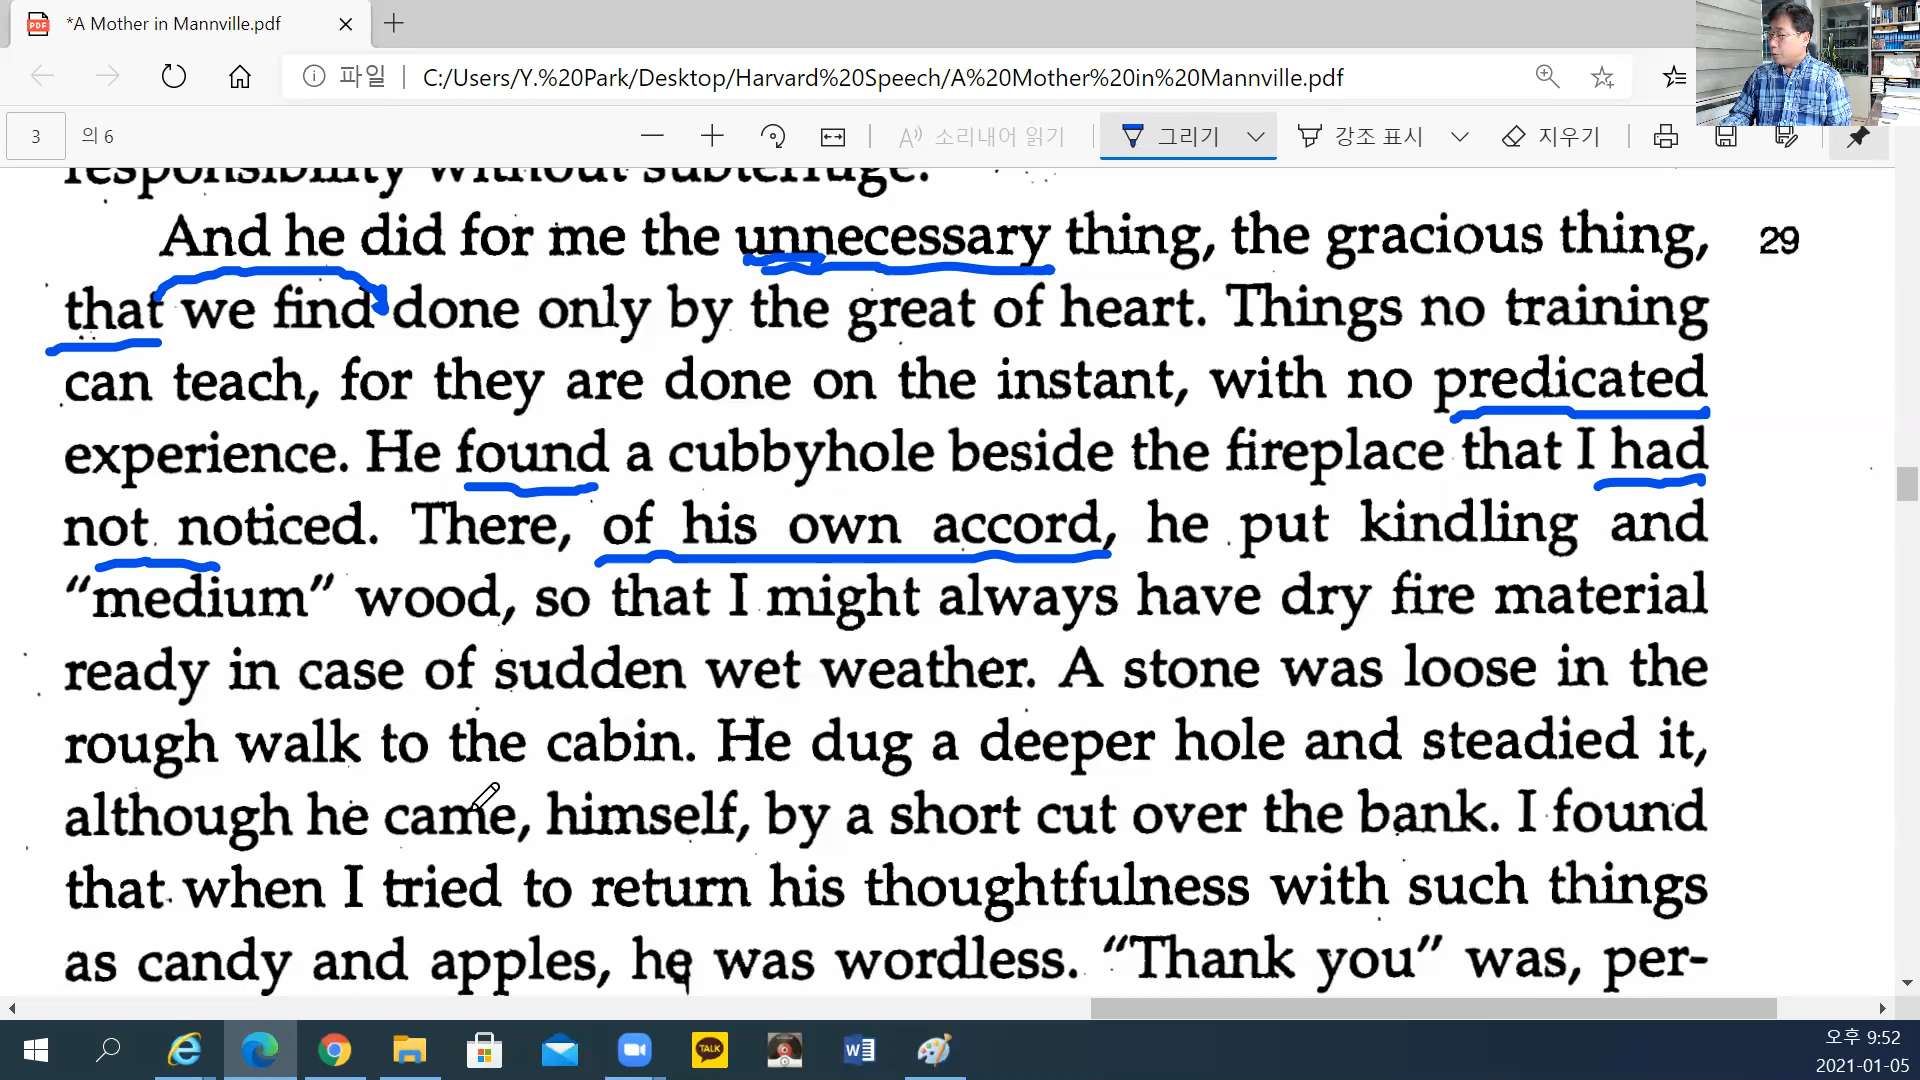 *A Mother in Mannville.pdf
파일 C:/Users/Y.%20Park/Desktop/Harvard%20Speech/A%20Mother%20in%20Mannville.pdf
3 의 6 소리내어 읽기 그리기 강조 표시 지우기
responsibility without subterfuge.
And he did for me the unnecessary thing, the gracious thing, 29
that we find done only by the great of heart. Things no training
can teach, for they are done on the instant, with no predicated
experience. He found a cubbyhole beside the fireplace that I had
not noticed. There, of his own accord, he put kindling and
“medium” wood, so that I might always have dry fire material
ready in case of sudden wet weather. A stone was loose in the
rough walk to the cabin. He dug a deeper hole and steadied it,
although he came, himself, by a short cut over the bank. I found
that when I tried to return his thoughtfulness with such things
as candy and apples, he was wordless. “Thank you” was, per-
TALK
오후 9:52
2021-01-05